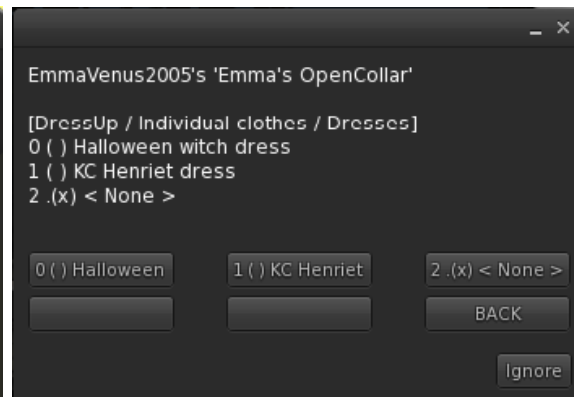 EmmaVenus2005's 'Emma's OpenCollar'
[DressUp / Individual clothes / Dresses]
0 ( ) Halloween witch dress
1 ( ) KC Henriet dress
2 .(x) < None >
0 ( ) Halloween
1 ( ) KC Henriet
2 .(x) < None >
BACK
Ignore